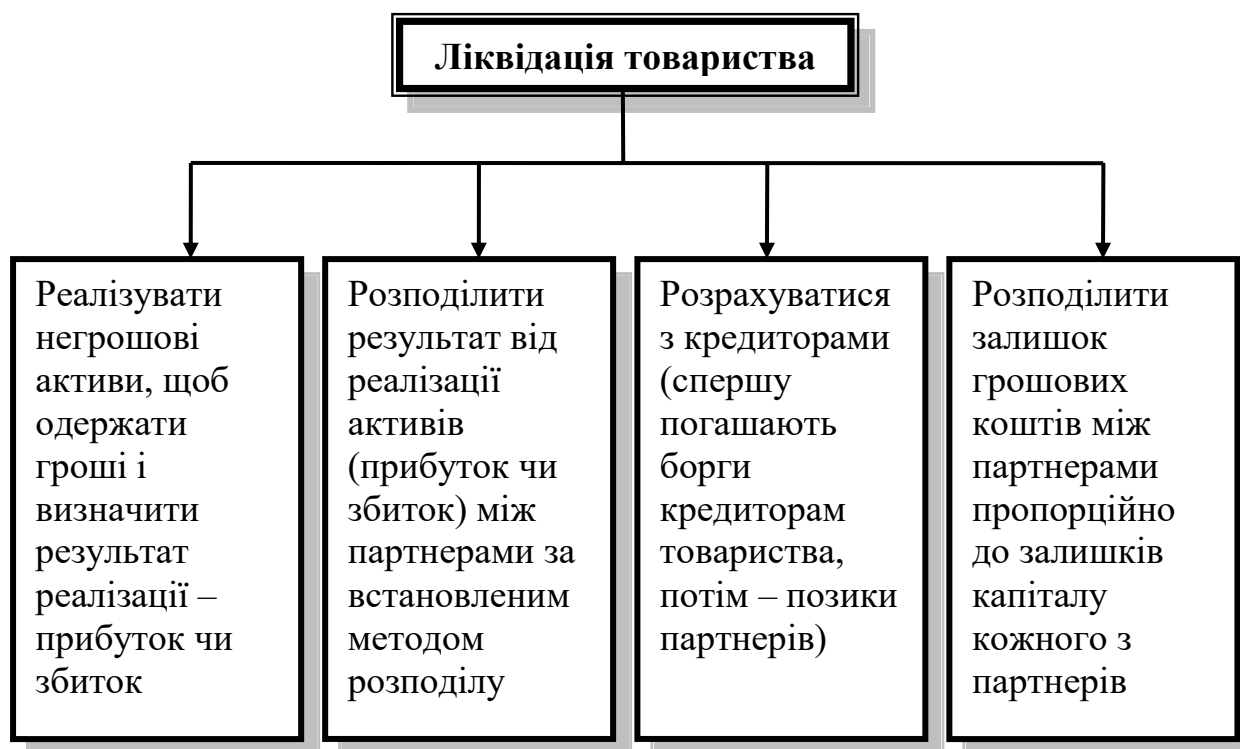 Ліквідація товариства
Реалізувати
негрошові
активи, щоб
одержати
гроші і
визначити
результат
реалізації –
прибуток чи
збиток
Розподілити
результат від
реалізації
активів
(прибуток чи
збиток) між
партнерами за
встановленим
методом
розподілу
Розрахуватися
з кредиторами
(спершу
погашають
борги
кредиторам
товариства,
потім – позики
партнерів)
Розподілити
залишок
грошових
коштів між
партнерами
пропорційно
до залишків
капіталу
кожного з
партнерів